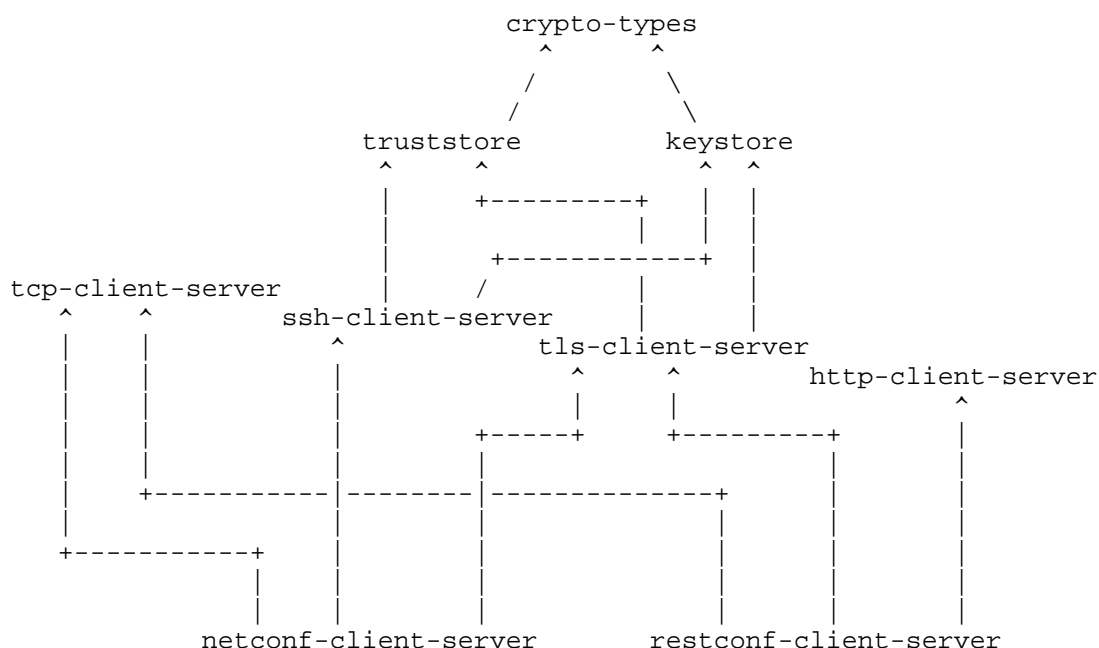 crypto-types
truststore keystore
tcp-client-server
ssh-client-server
tls-client-server
http-client-server
netconf-client-server restconf-client-server